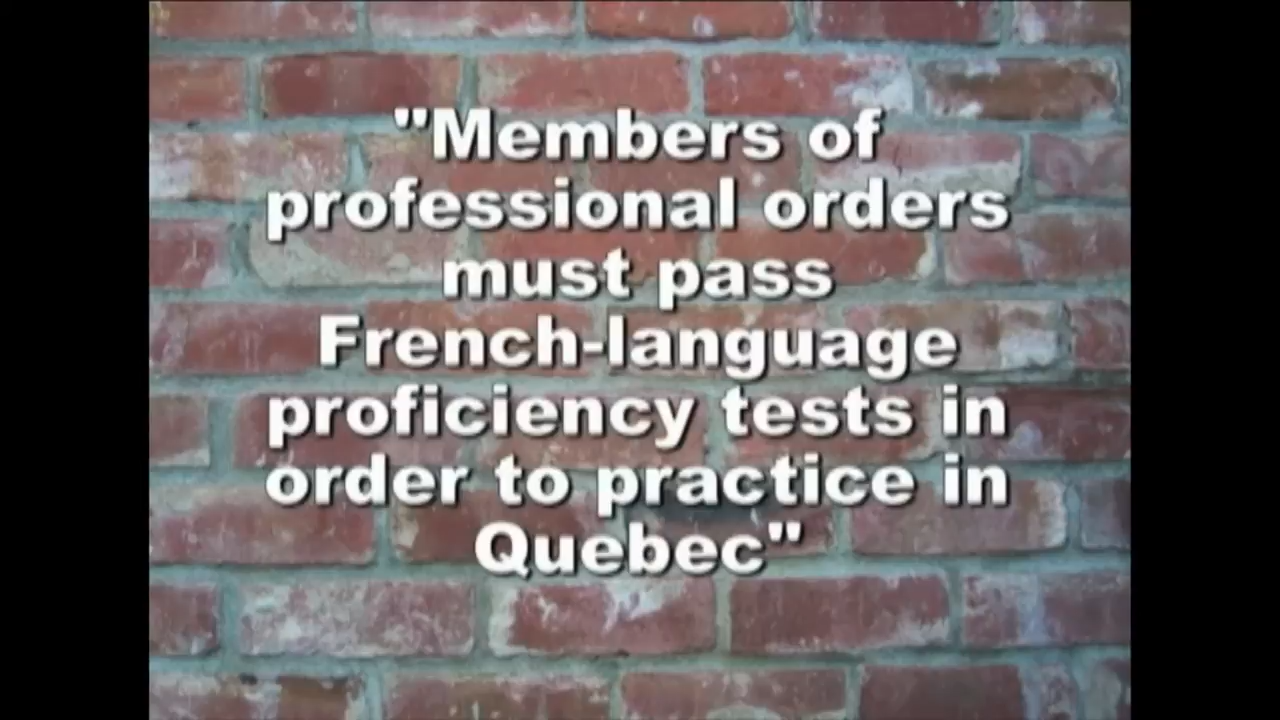 "Members of
professional orders
must pass
French-language
proficiency tests in
order to practice in
Quebec"